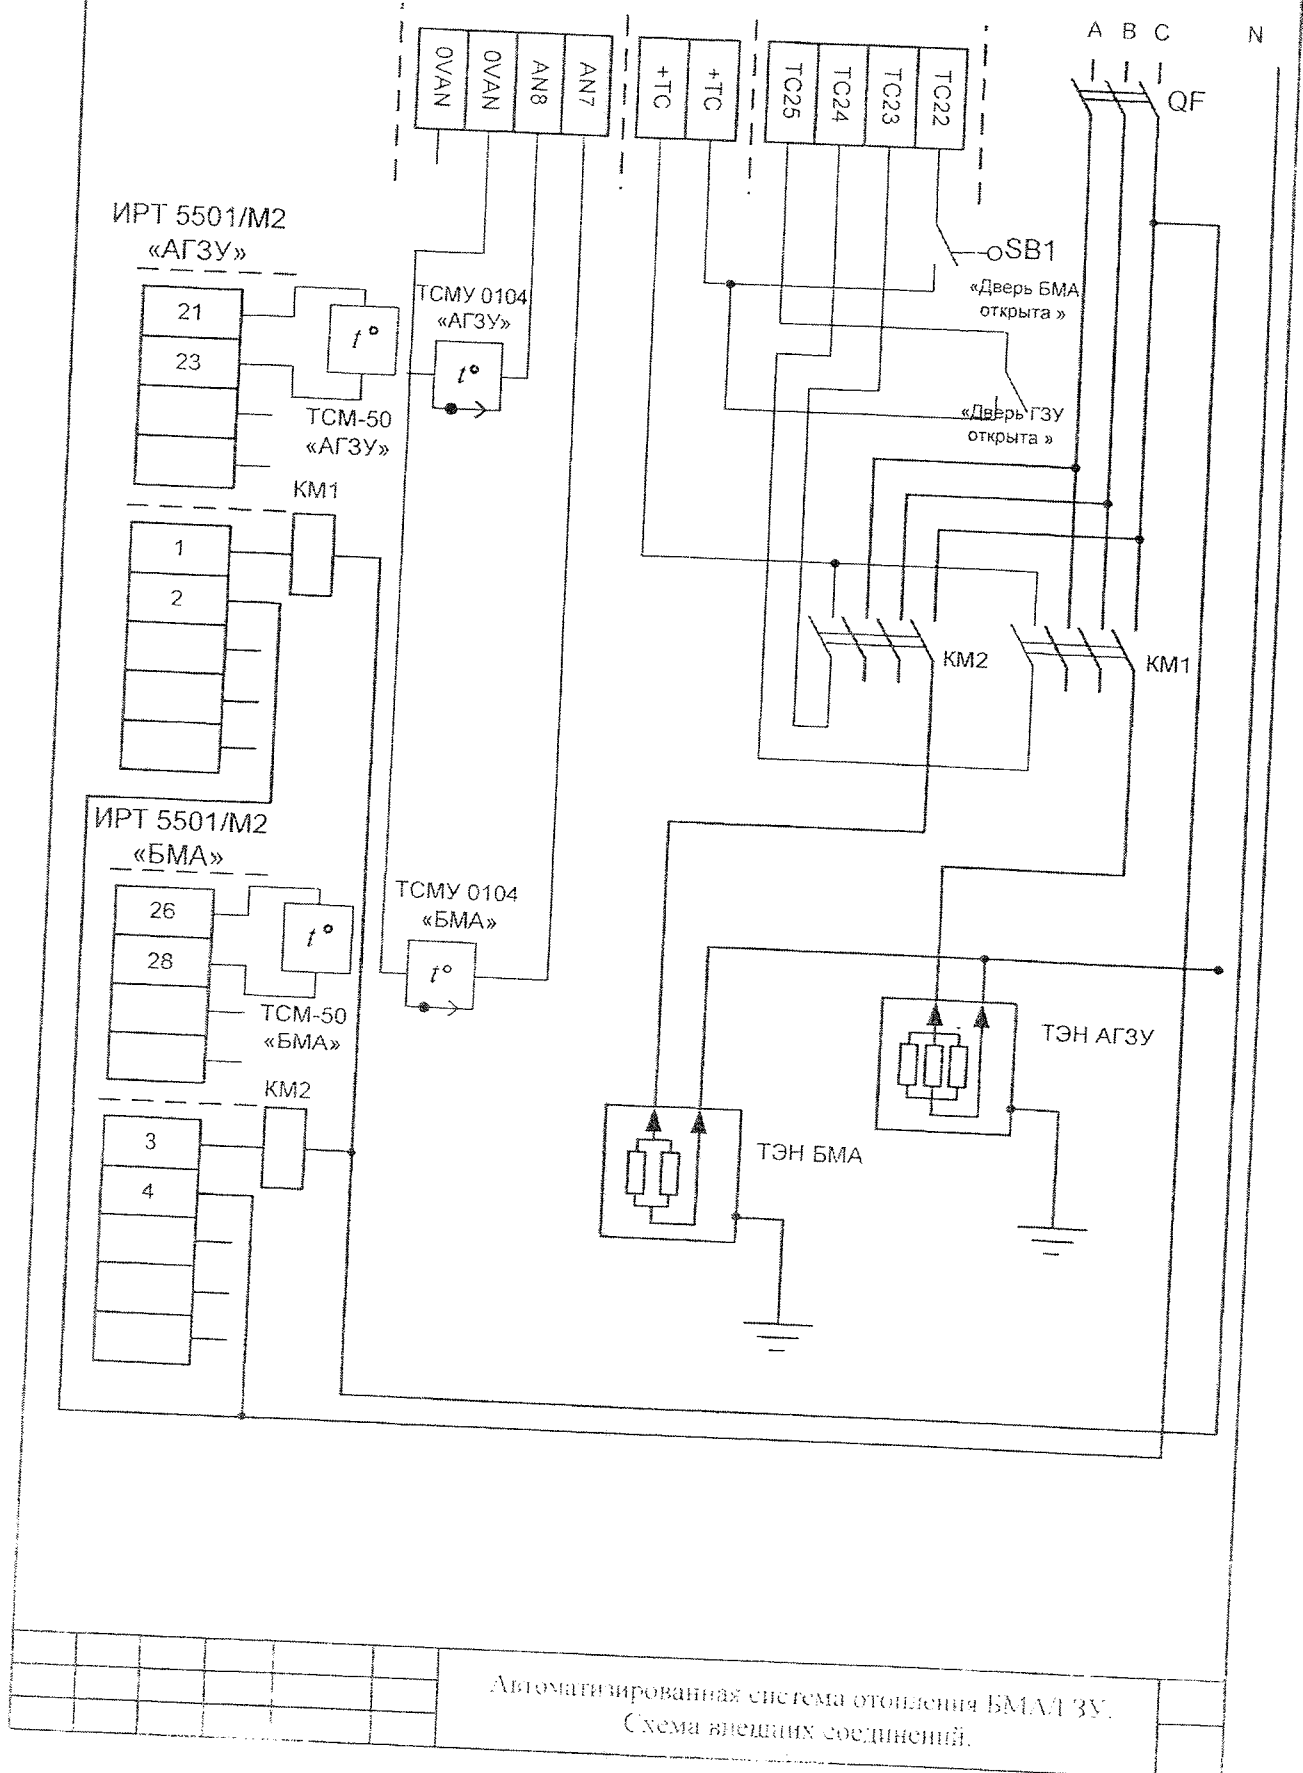 0VAN
0VAN
AN8
AN7
+TC
+TC
TC25
TC24
TC23
TC22
A B C N
QF
ИРТ 5501/М2
«АГЗУ»
21
23
t°
ТСМ-50
«АГЗУ»
ТСМУ 0104
«АГЗУ»
t°
SB1
«Дверь БМА
открыта »
«Дверь ГЗУ
открыта »
КМ1
1
2
КМ2
КМ1
ИРТ 5501/М2
«БМА»
26
28
t°
ТСМ-50
«БМА»
ТСМУ 0104
«БМА»
t°
КМ2
3
4
ТЭН АГЗУ
ТЭН БМА
Автоматизированная система отопления БМА/ГЗУ.
Схема внешних соединений.